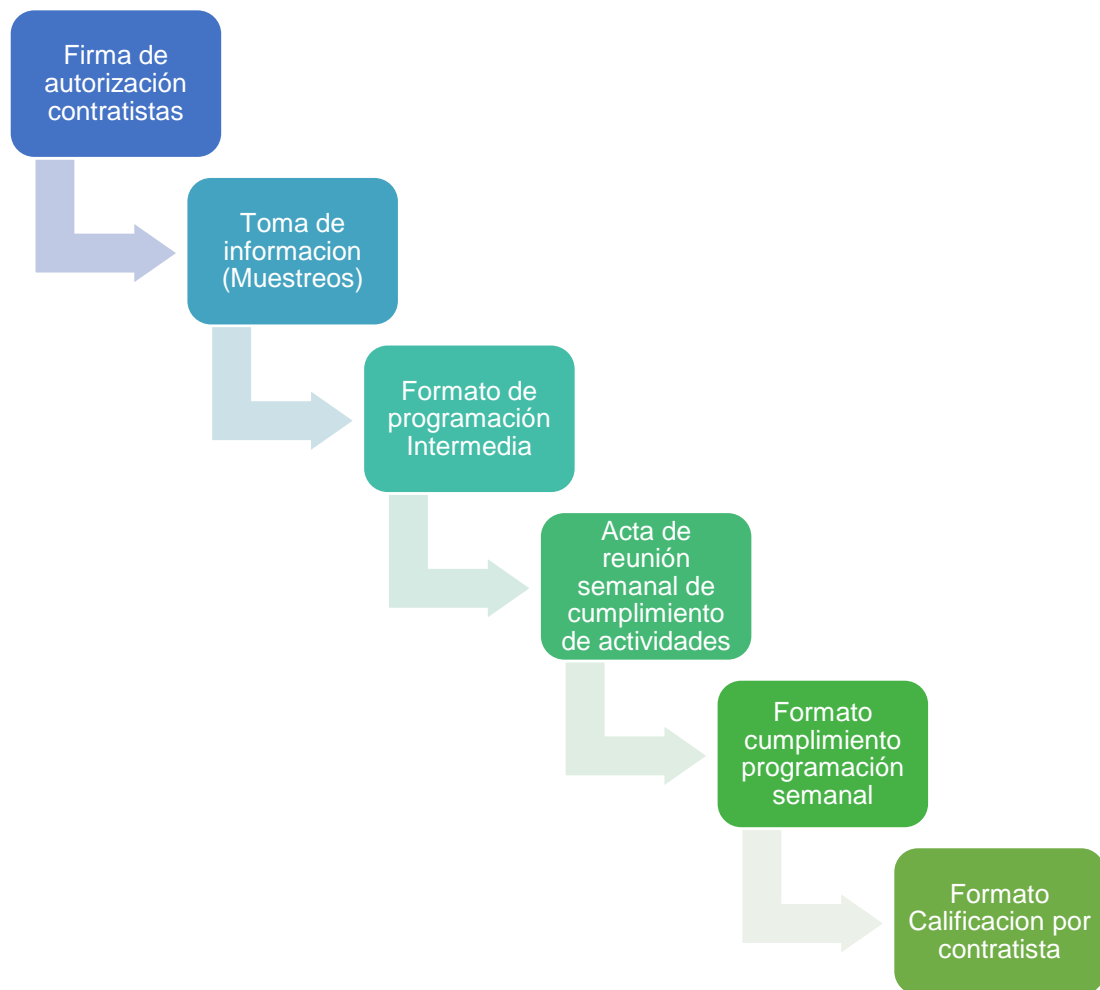 Firma de
autorización
contratistas
Toma de
informacion
(Muestreos)
Formato de
programación
Intermedia
Acta de
reunión
semanal de
cumplimiento
de actividades
Formato
cumplimiento
programación
semanal
Formato
Calificacion por
contratista